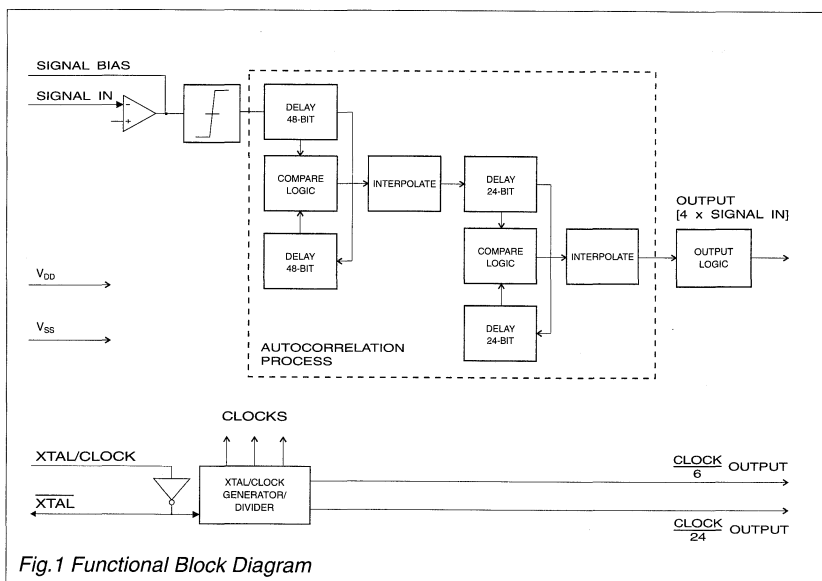 SIGNAL BIAS
SIGNAL IN
-
+
DELAY
48-BIT
COMPARE
LOGIC
DELAY
48-BIT
INTERPOLATE
DELAY
24-BIT
COMPARE
LOGIC
DELAY
24-BIT
INTERPOLATE
OUTPUT
[4 x SIGNAL IN]
OUTPUT
LOGIC
VDD
VSS
AUTOCORRELATION
PROCESS
CLOCKS
XTAL/CLOCK
XTAL
XTAL/CLOCK
GENERATOR/
DIVIDER
CLOCK
6 OUTPUT
CLOCK
24 OUTPUT
Fig.1 Functional Block Diagram